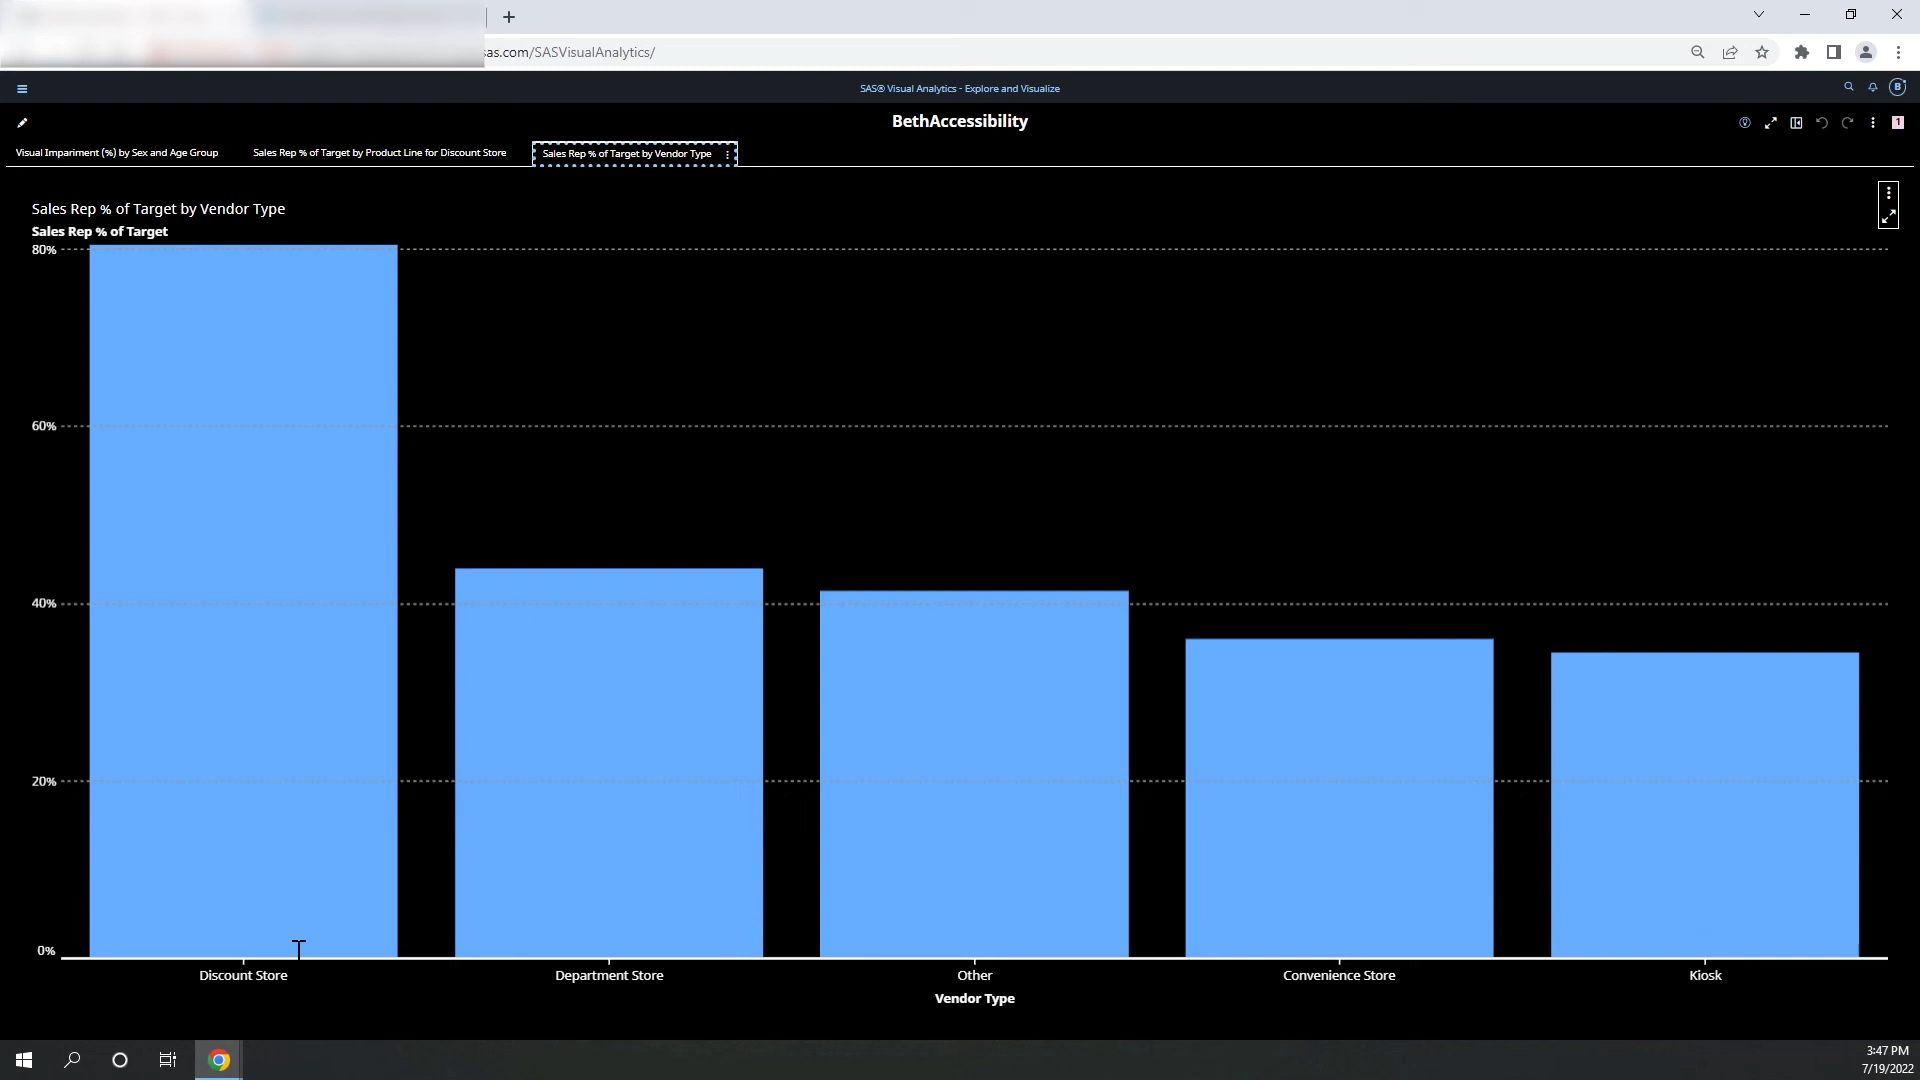 sas.com/SASVisualAnalytics/
SAS® Visual Analytics - Explore and Visualize
B
BethAccessibility
1
Visual Impariment (%) by Sex and Age Group
Sales Rep % of Target by Product Line for Discount Store
Sales Rep % of Target by Vendor Type
Sales Rep % of Target by Vendor Type
Sales Rep % of Target
80%
60%
40%
20%
0%
Discount Store Department Store Other Convenience Store Kiosk
Vendor Type
3:47 PM
7/19/2022